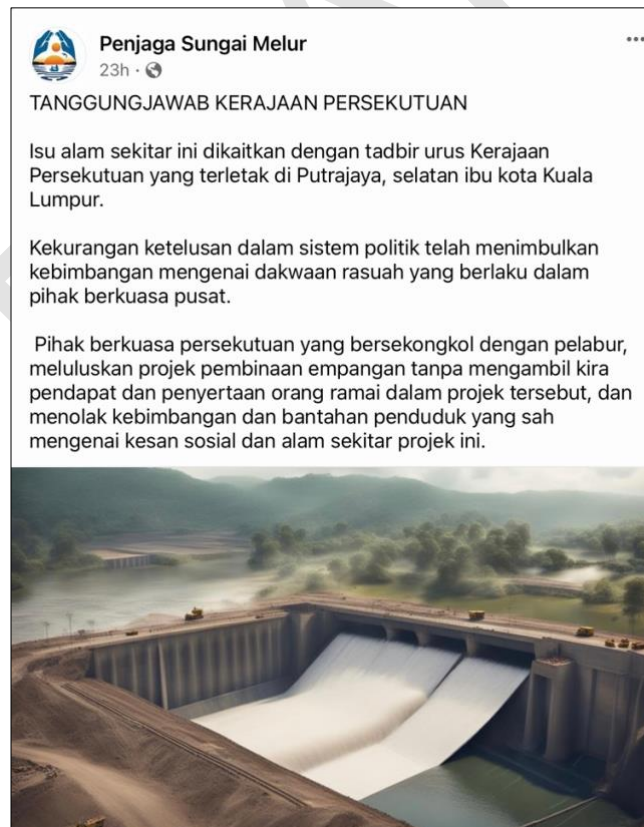 Penjaga Sungai Melur
23h ·
TANGGUNGJAWAB KERAJAAN PERSEKUTUAN
Isu alam sekitar ini dikaitkan dengan tadbir urus Kerajaan
Persekutuan yang terletak di Putrajaya, selatan ibu kota Kuala
Lumpur.
Kekurangan ketelusan dalam sistem politik telah menimbulkan
kebimbangan mengenai dakwaan rasuah yang berlaku dalam
pihak berkuasa pusat.
Pihak berkuasa persekutuan yang bersekongkol dengan pelabur,
meluluskan projek pembinaan empangan tanpa mengambil kira
pendapat dan penyertaan orang ramai dalam projek tersebut, dan
menolak kebimbangan dan bantahan penduduk yang sah
mengenai kesan sosial dan alam sekitar projek ini.